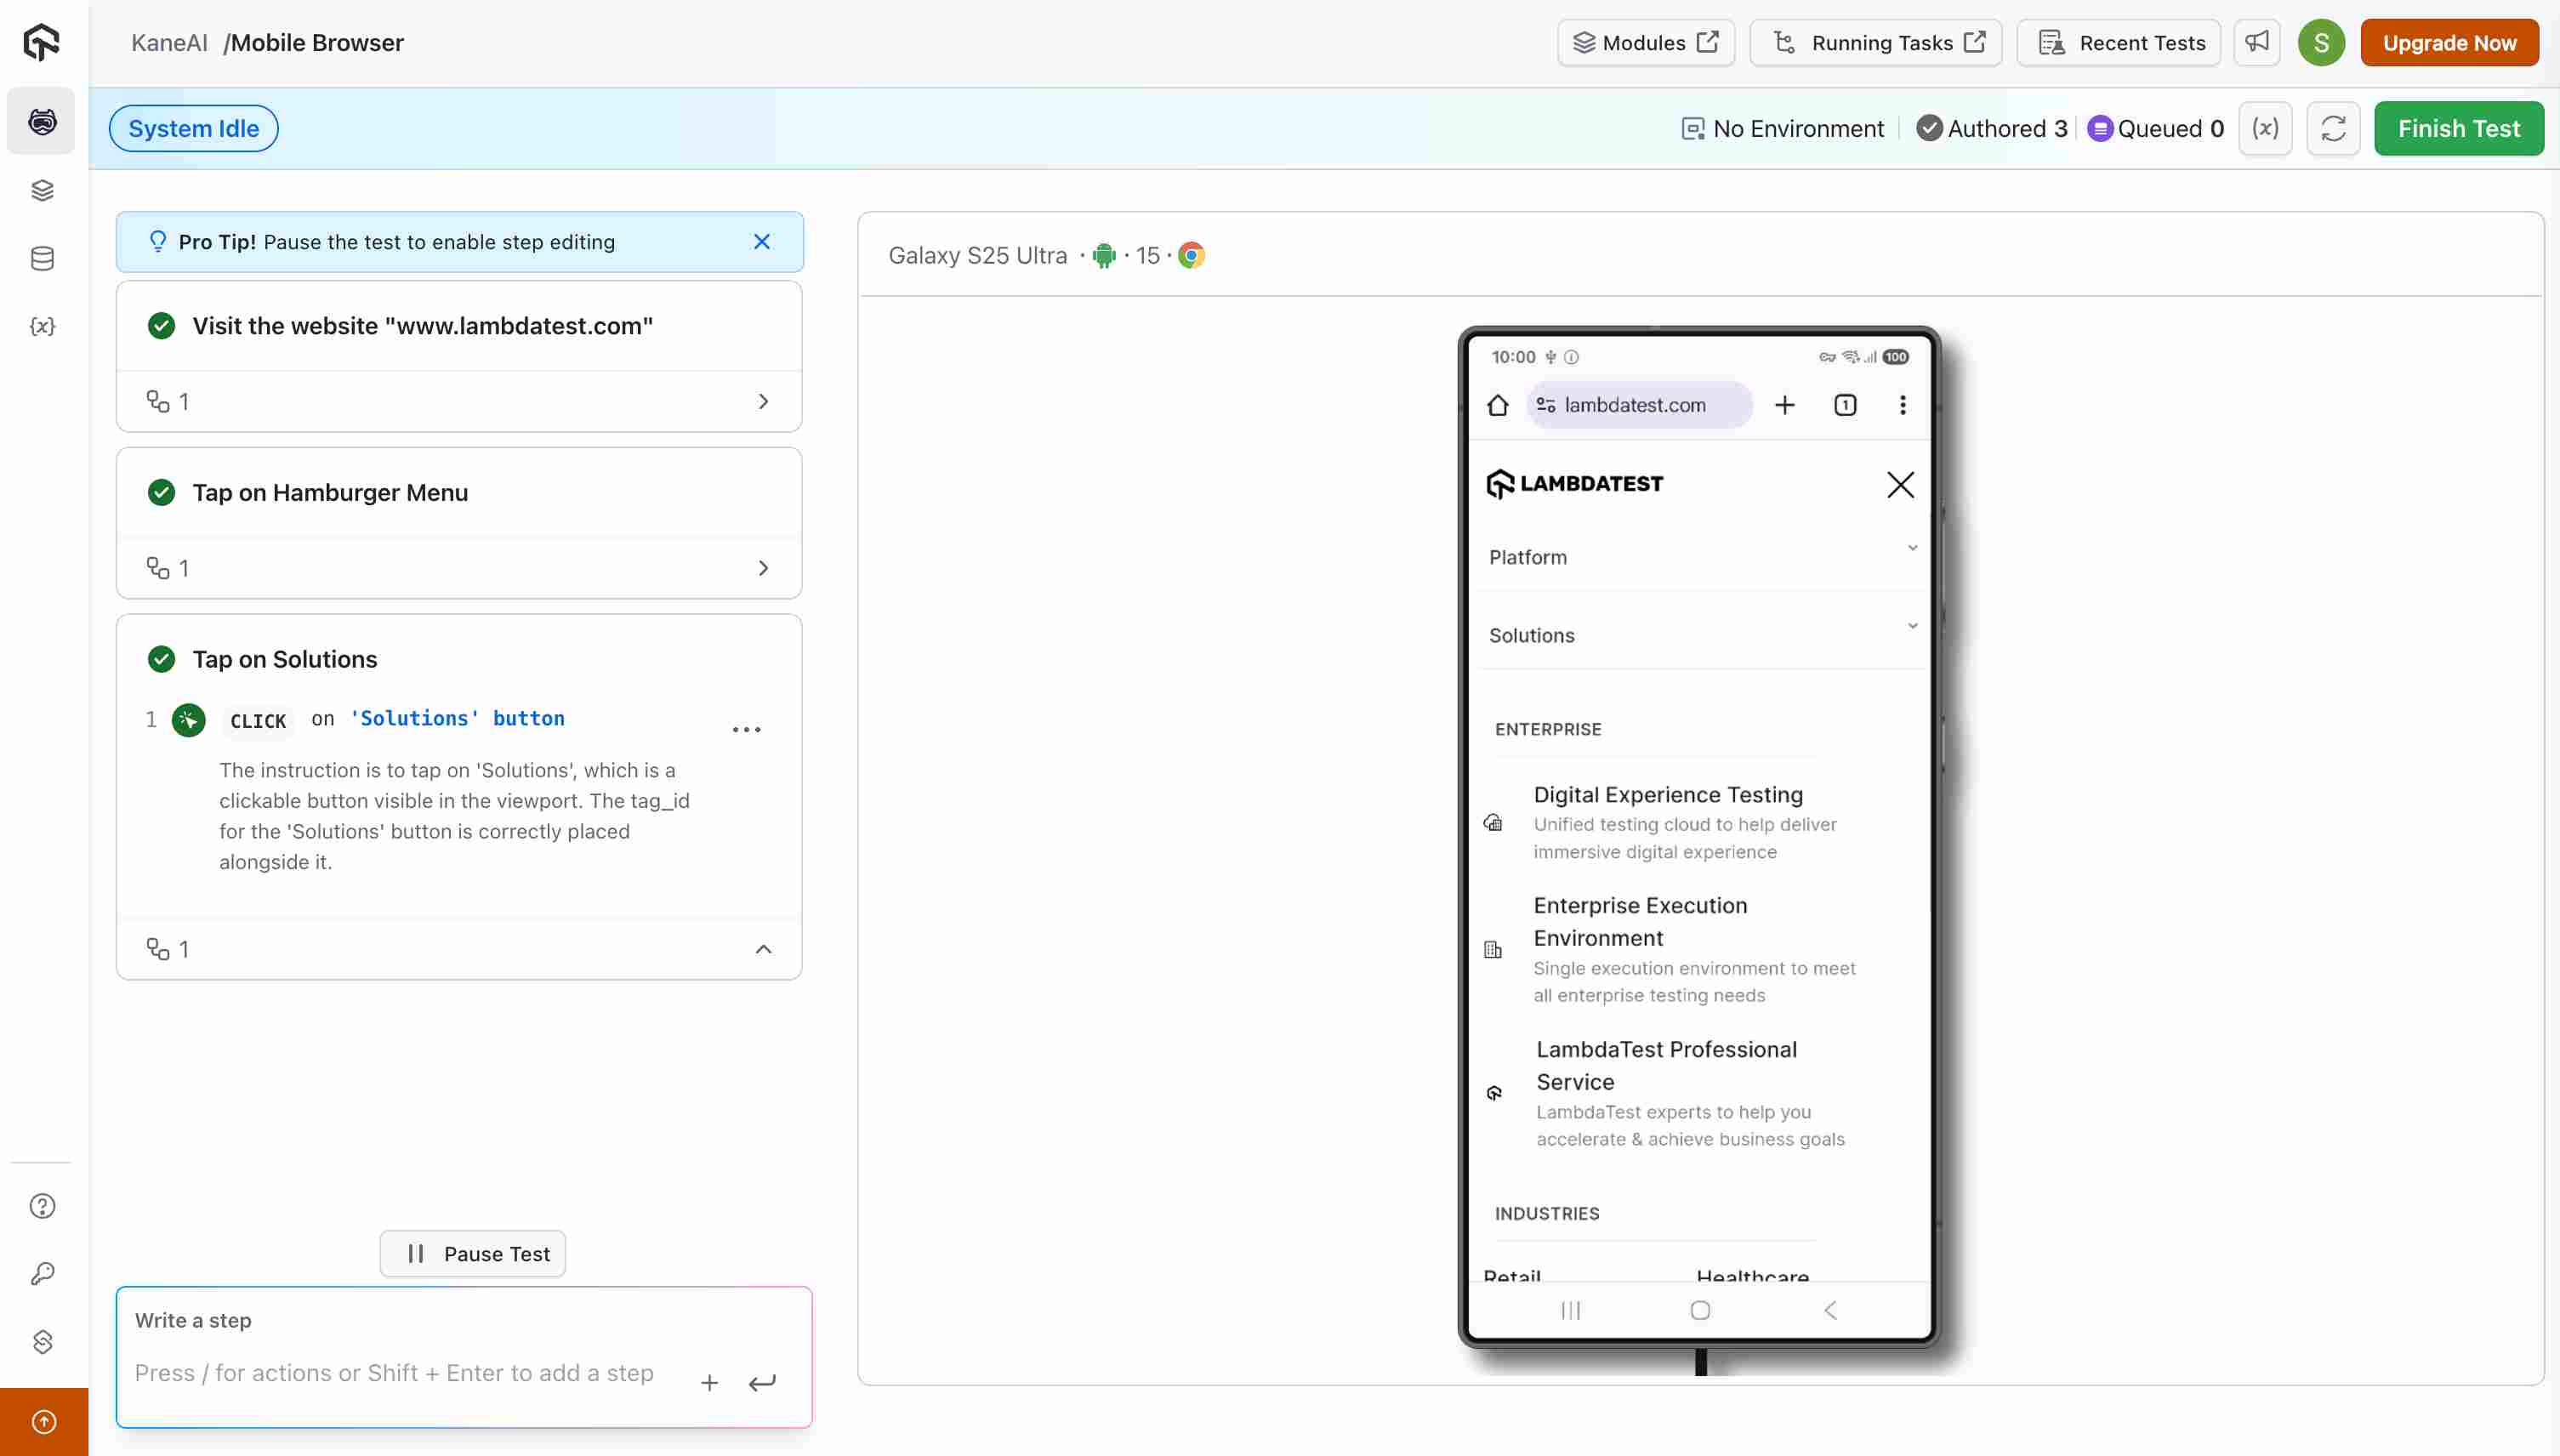 KaneAI /Mobile Browser
Modules
Running Tasks
Recent Tests
S
Upgrade Now
System Idle
No Environment
Authored 3
Queued 0
(x)
Finish Test
{x}
Pro Tip! Pause the test to enable step editing
Visit the website "www.lambdatest.com"
1
Tap on Hamburger Menu
1
Tap on Solutions
1 CLICK on 'Solutions' button
...
The instruction is to tap on 'Solutions', which is a
clickable button visible in the viewport. The tag_id
for the 'Solutions' button is correctly placed
alongside it.
1
Pause Test
Write a step
Press / for actions or Shift + Enter to add a step
Galaxy S25 Ultra · · 15 ·
10:00
100
lambdatest.com
1
LAMBDATEST
Platform
Solutions
ENTERPRISE
Digital Experience Testing
Unified testing cloud to help deliver
immersive digital experience
Enterprise Execution
Environment
Single execution environment to meet
all enterprise testing needs
LambdaTest Professional
Service
LambdaTest experts to help you
accelerate & achieve business goals
INDUSTRIES
Retail
Healthcare